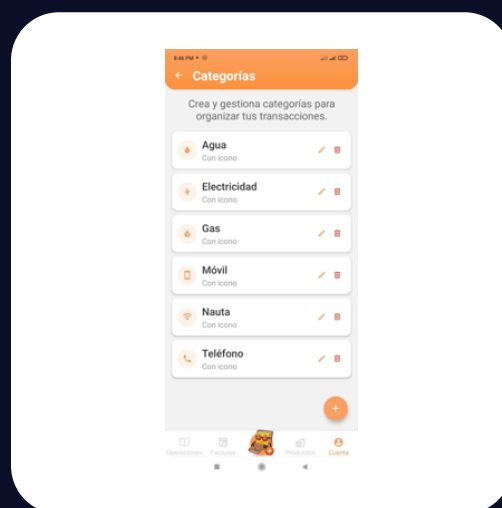 8:46 PM
Categorías
Crea y gestiona categorías para
organizar tus transacciones.
Agua
Con icono
Electricidad
Con icono
Gas
Con icono
Móvil
Con icono
Nauta
Con icono
Teléfono
Con icono
+
Operaciones Facturas Productos Cuenta